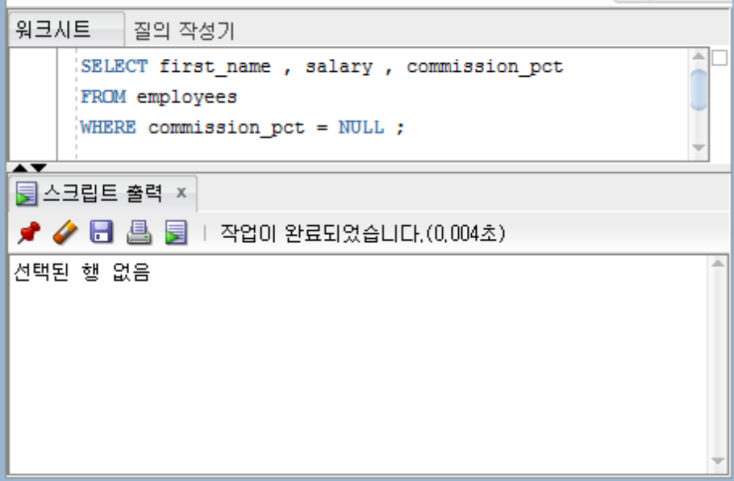 워크시트 질의 작성기
SELECT first_name , salary , commission_pct
FROM employees
WHERE commission_pct = NULL ;
스크립트 출력 x
작업이 완료되었습니다.(0.004초)
선택된 행 없음